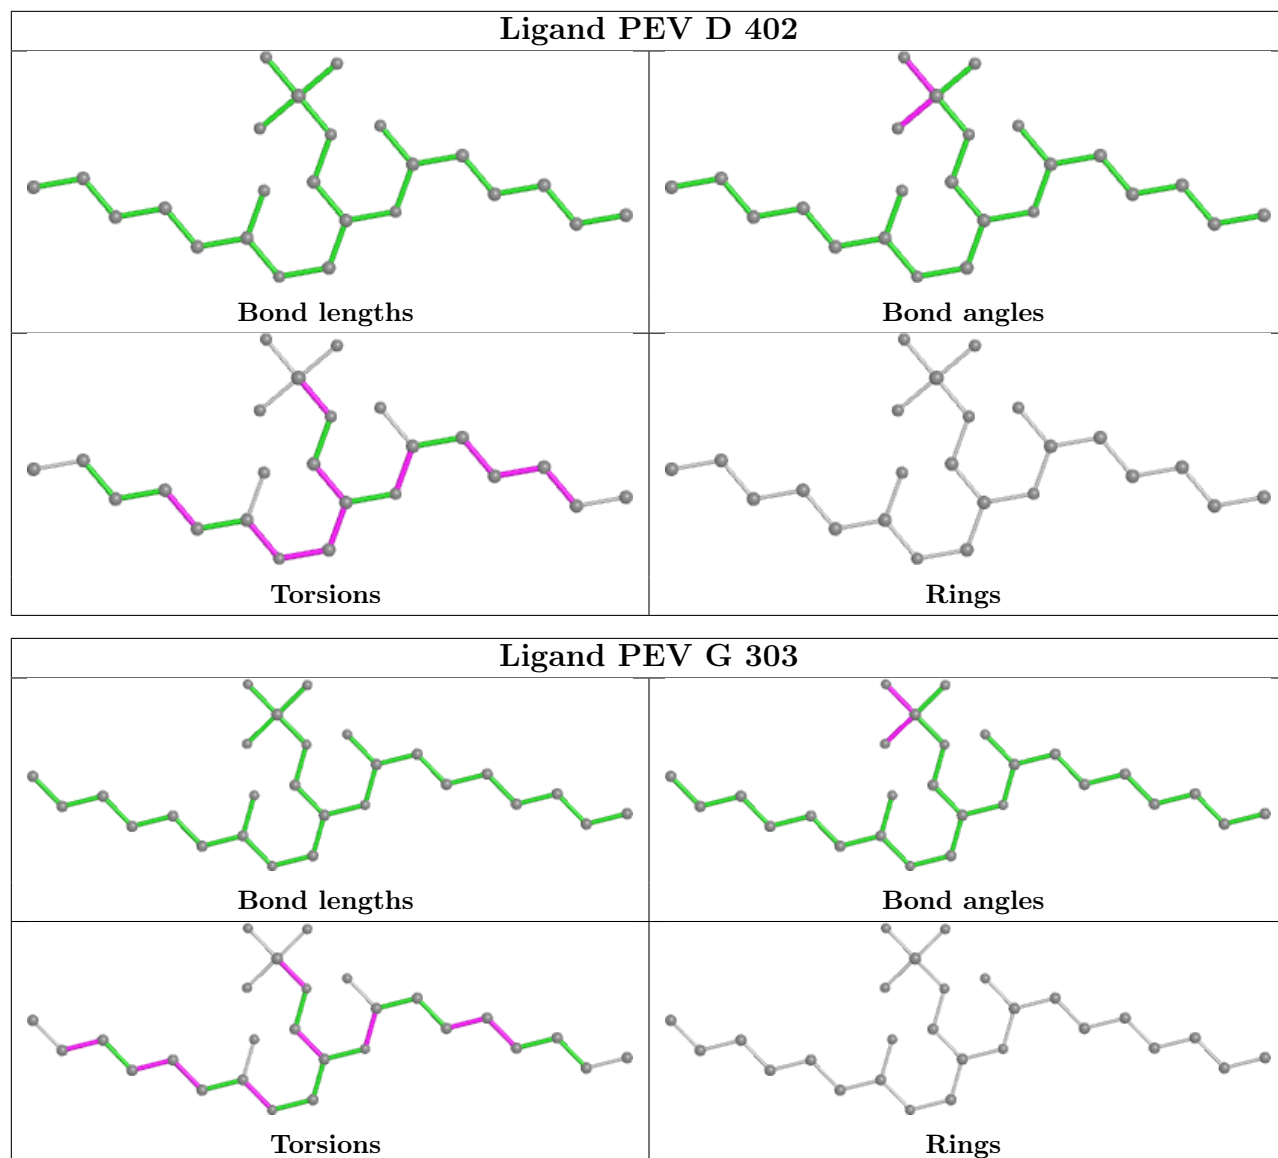 Ligand PEV D 402
Bond lengths
Bond angles
Torsions
Rings
Ligand PEV G 303
Bond lengths
Bond angles
Torsions
Rings